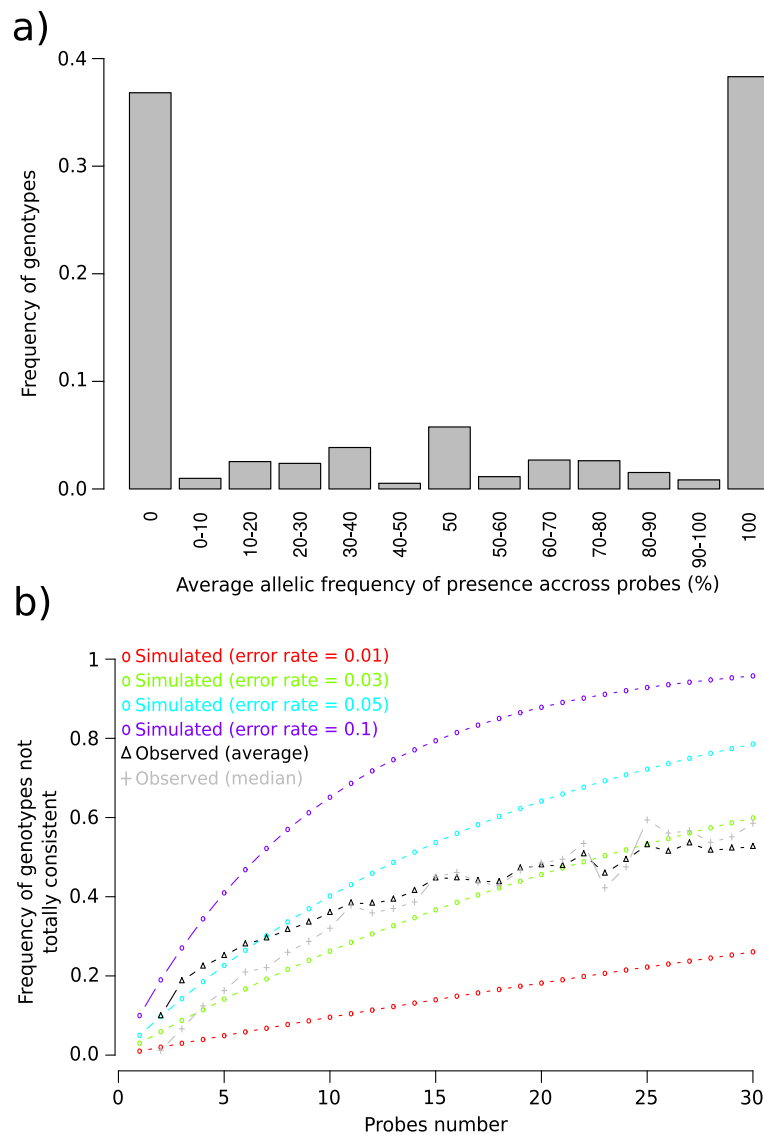 a)
0.4
0.3
0.2
0.1
0.0
Frequency of genotypes
0
0-10
10-20
20-30
30-40
40-50
50
50-60
60-70
70-80
80-90
90-100
100
Average allelic frequency of presence accross probes (%)
b)
1
0.8
0.6
0.4
0.2
0.0
Frequency of genotypes not
totally consistent
o Simulated (error rate = 0.01)
o Simulated (error rate = 0.03)
o Simulated (error rate = 0.05)
o Simulated (error rate = 0.1)
Δ Observed (average)
+ Observed (median)
0 5 10 15 20 25 30
Probes number